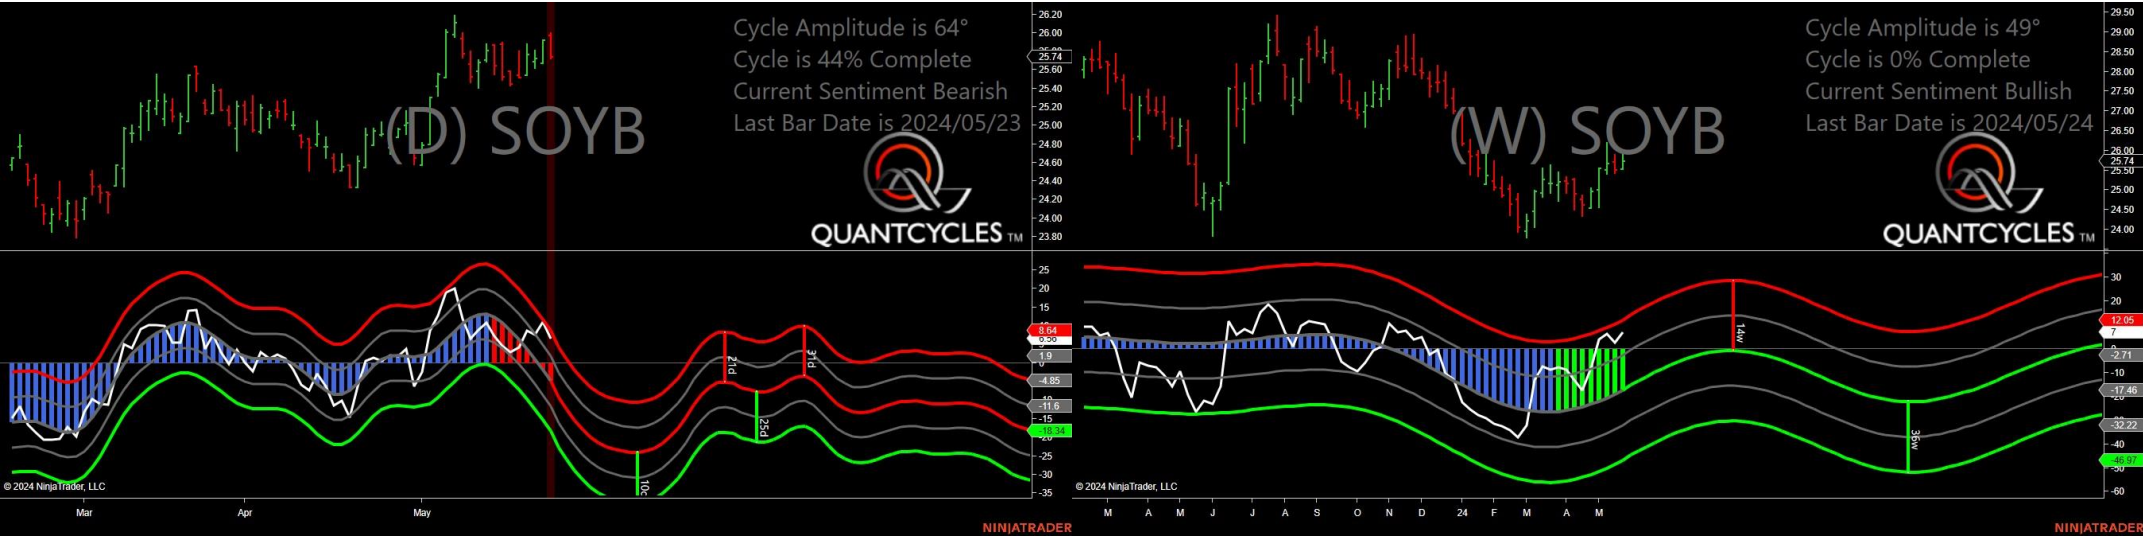 Cycle Amplitude is 64°
Cycle is 44% Complete
Current Sentiment Bearish
Last Bar Date is 2024/05/23
(D) SOYB
QUANTCYCLES TM
26.20
26.00
25.74
25.60
25.40
25.20
25.00
24.80
24.60
24.40
24.20
24.00
23.80
25
20
15
8.64
6.56
1.9
-4.85
-11.6
-15
-18.34
-25
-30
-35
21d
31d
25d
© 2024 NinjaTrader, LLC
Mar Apr May
NINJATRADER
Cycle Amplitude is 49°
Cycle is 0% Complete
Current Sentiment Bullish
Last Bar Date is 2024/05/24
(W) SOYB
QUANTCYCLES TM
29.50
29.00
28.50
28.00
27.50
27.00
26.50
26.00
25.74
25.50
25.00
24.50
24.00
30
20
12.05
7
-2.71
-10
-17.46
-32.22
-40
-46.97
-60
14w
36w
© 2024 NinjaTrader, LLC
M A M J J A S O N D 24 F M A M
NINJATRADER